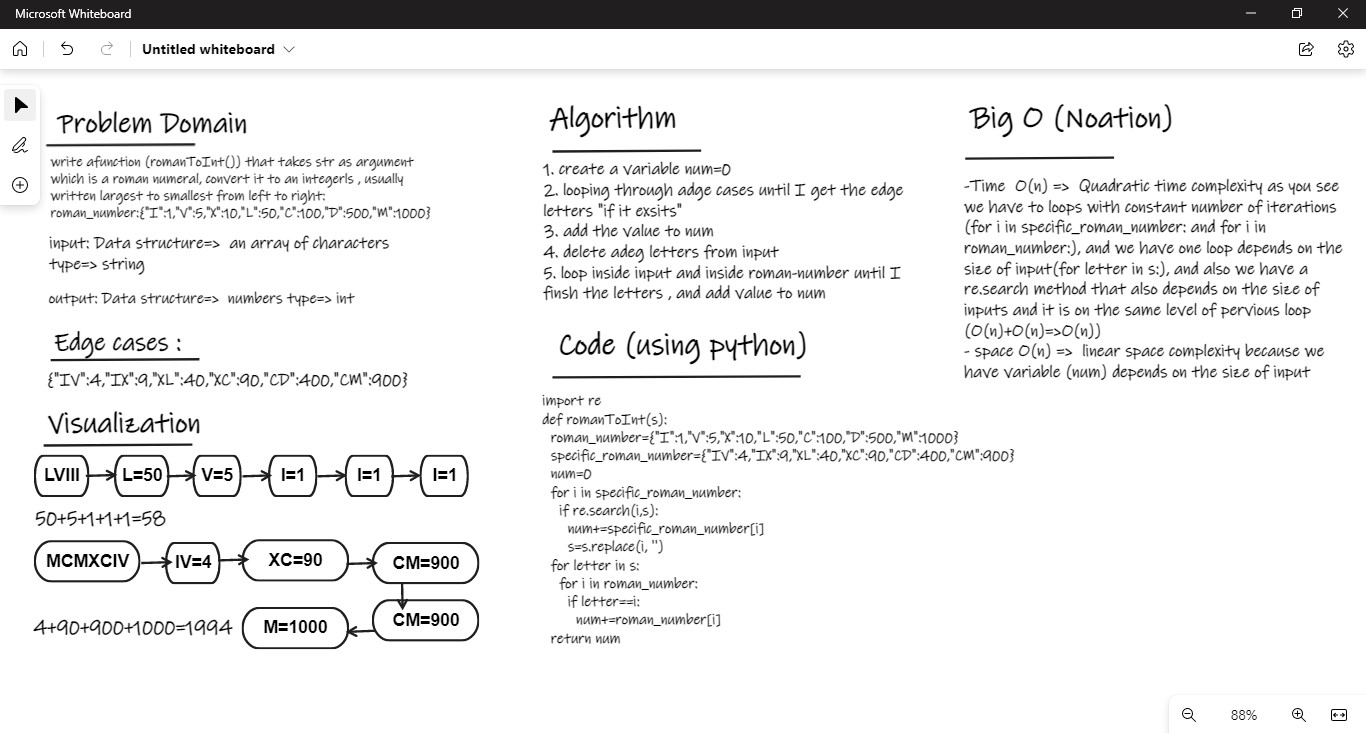 Microsoft Whiteboard
Untitled whiteboard
Problem Domain
write afunction (romanToInt()) that takes str as argument
which is a roman numeral, convert it to an integerls , usually
written largest to smallest from left to right:
roman_number:{"I":1,"V":5,"X":10,"L":50,"C":100,"D":500,"M":1000}
input: Data structure=> an array of characters
type=> string
output: Data structure=> numbers type=> int
Edge cases :
{"IV":4,"IX":9,"XL":40,"XC":90,"CD":400,"CM":900}
Visualization
LVIII
L=50
V=5
I=1
I=1
I=1
50+5+1+1+1=58
MCMXCIV
IV=4
XC=90
CM=900
CM=900
M=1000
4+90+900+1000=1994
Algorithm
1. create a variable num=0
2. looping through adge cases until I get the edge
letters "if it exsits"
3. add the value to num
4. delete adeg letters from input
5. loop inside input and inside roman-number until I
finsh the letters , and add value to num
Code (using python)
import re
def romanToInt(s):
roman_number={"I":1,"V":5,"X":10,"L":50,"C":100,"D":500,"M":1000}
specific_roman_number={"IV":4,"IX":9,"XL":40,"XC":90,"CD":400,"CM":900}
num=0
for i in specific_roman_number:
if re.search(i,s):
num+=specific_roman_number[i]
s=s.replace(i, '')
for letter in s:
for i in roman_number:
if letter==i:
num+=roman_number[i]
return num
Big O (Noation)
-Time O(n) => Quadratic time complexity as you see
we have to loops with constant number of iterations
(for i in specific_roman_number: and for i in
roman_number:), and we have one loop depends on the
size of input(for letter in s:), and also we have a
re.search method that also depends on the size of
inputs and it is on the same level of pervious loop
(O(n)+O(n)=>O(n))
- space O(n) => linear space complexity because we
have variable (num) depends on the size of input
88%